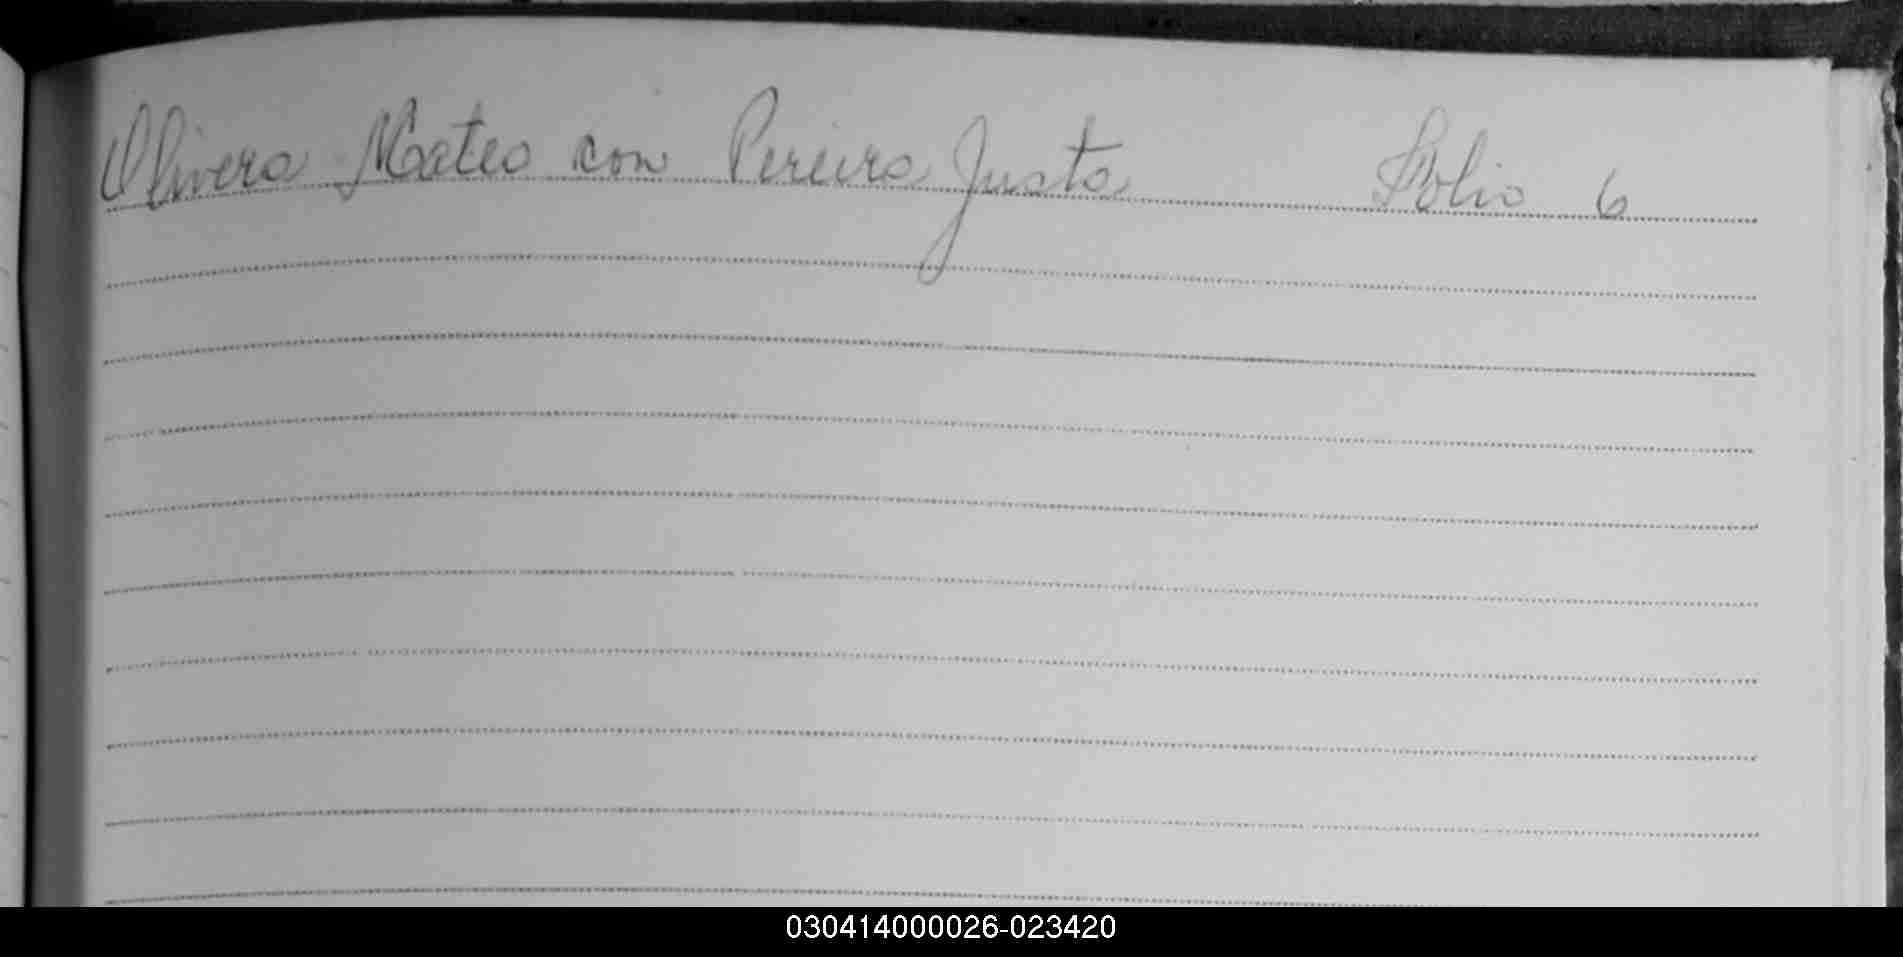 Olivera Mateo con Pereira Justa Folio 6
030414000026-023420